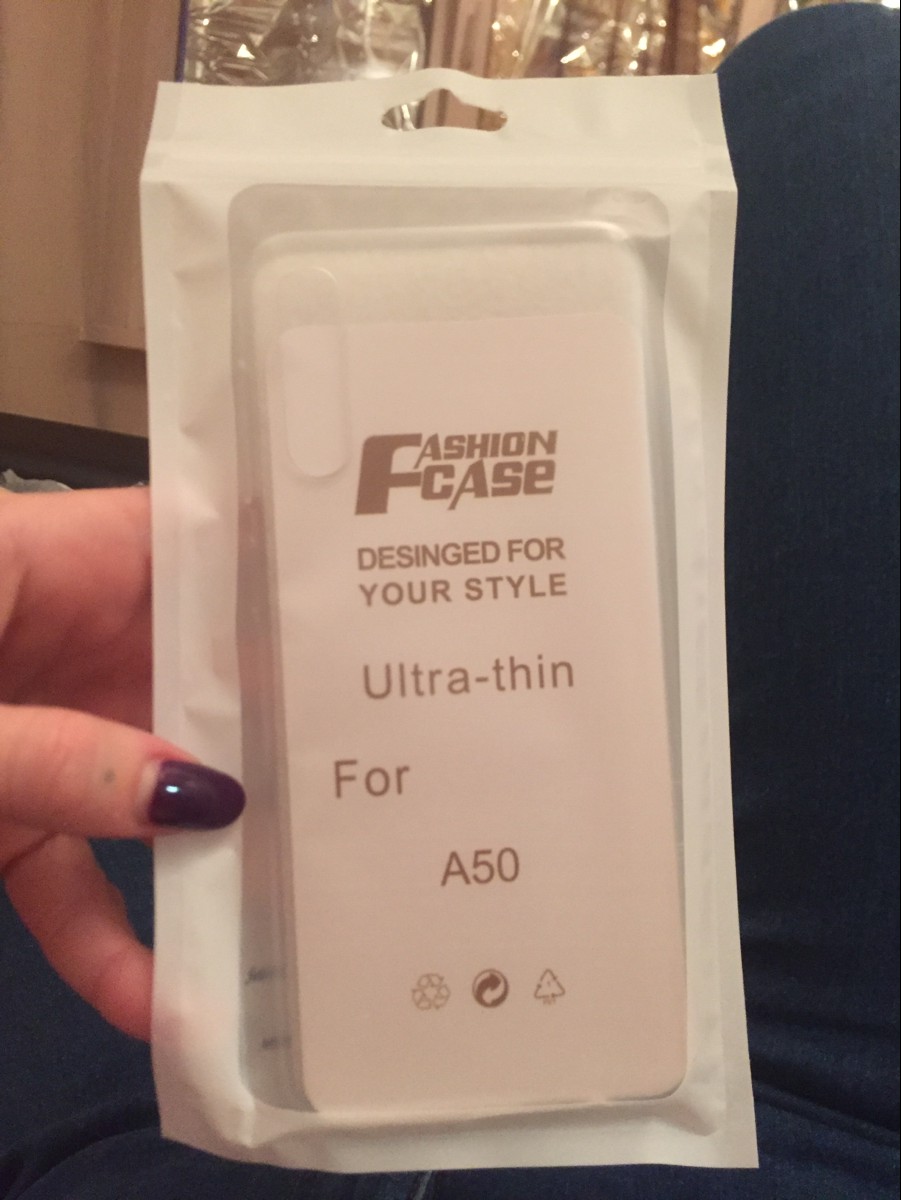 FASHION
CASE
DESINGED FOR
YOUR STYLE
Ultra-thin
For
A50